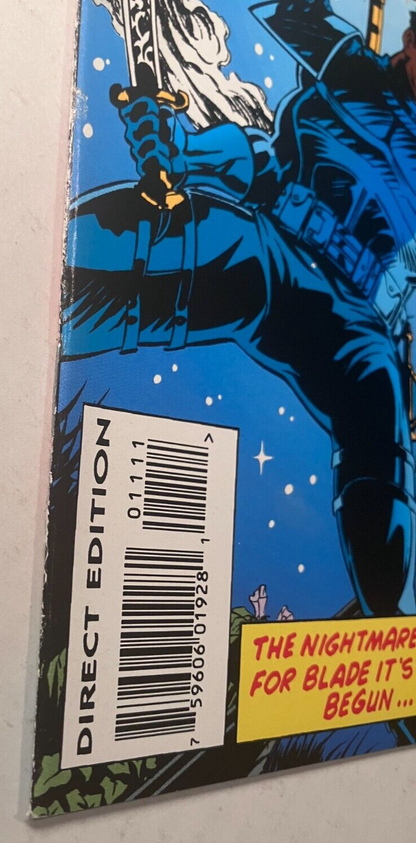 DIRECT EDITION
01111
7 59606 01928 1
THE NIGHTMARE
FOR BLADE IT'S
BEGUN...